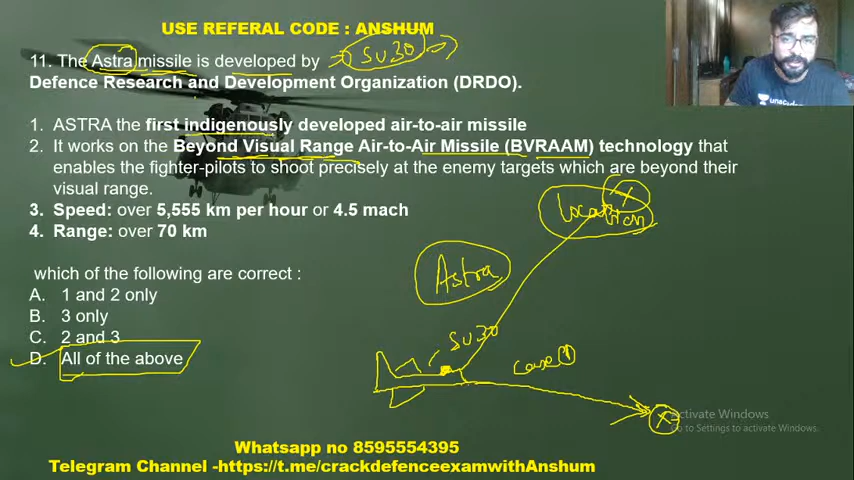 USE REFERAL CODE : ANSHUM
11. The Astra missile is developed by SU30
Defence Research and Development Organization (DRDO).
1. ASTRA the first indigenously developed air-to-air missile
2. It works on the Beyond Visual Range Air-to-Air Missile (BVRAAM) technology that
enables the fighter-pilots to shoot precisely at the enemy targets which are beyond their
visual range.
3. Speed: over 5,555 km per hour or 4.5 mach
4. Range: over 70 km
location
Astra
which of the following are correct :
A. 1 and 2 only
B. 3 only
C. 2 and 3
D. All of the above
SU30
case 1
Activate Windows
Go to Settings to activate Windows.
Whatsapp no 8595554395
Telegram Channel -https://t.me/crackdefenceexamwithAnshum